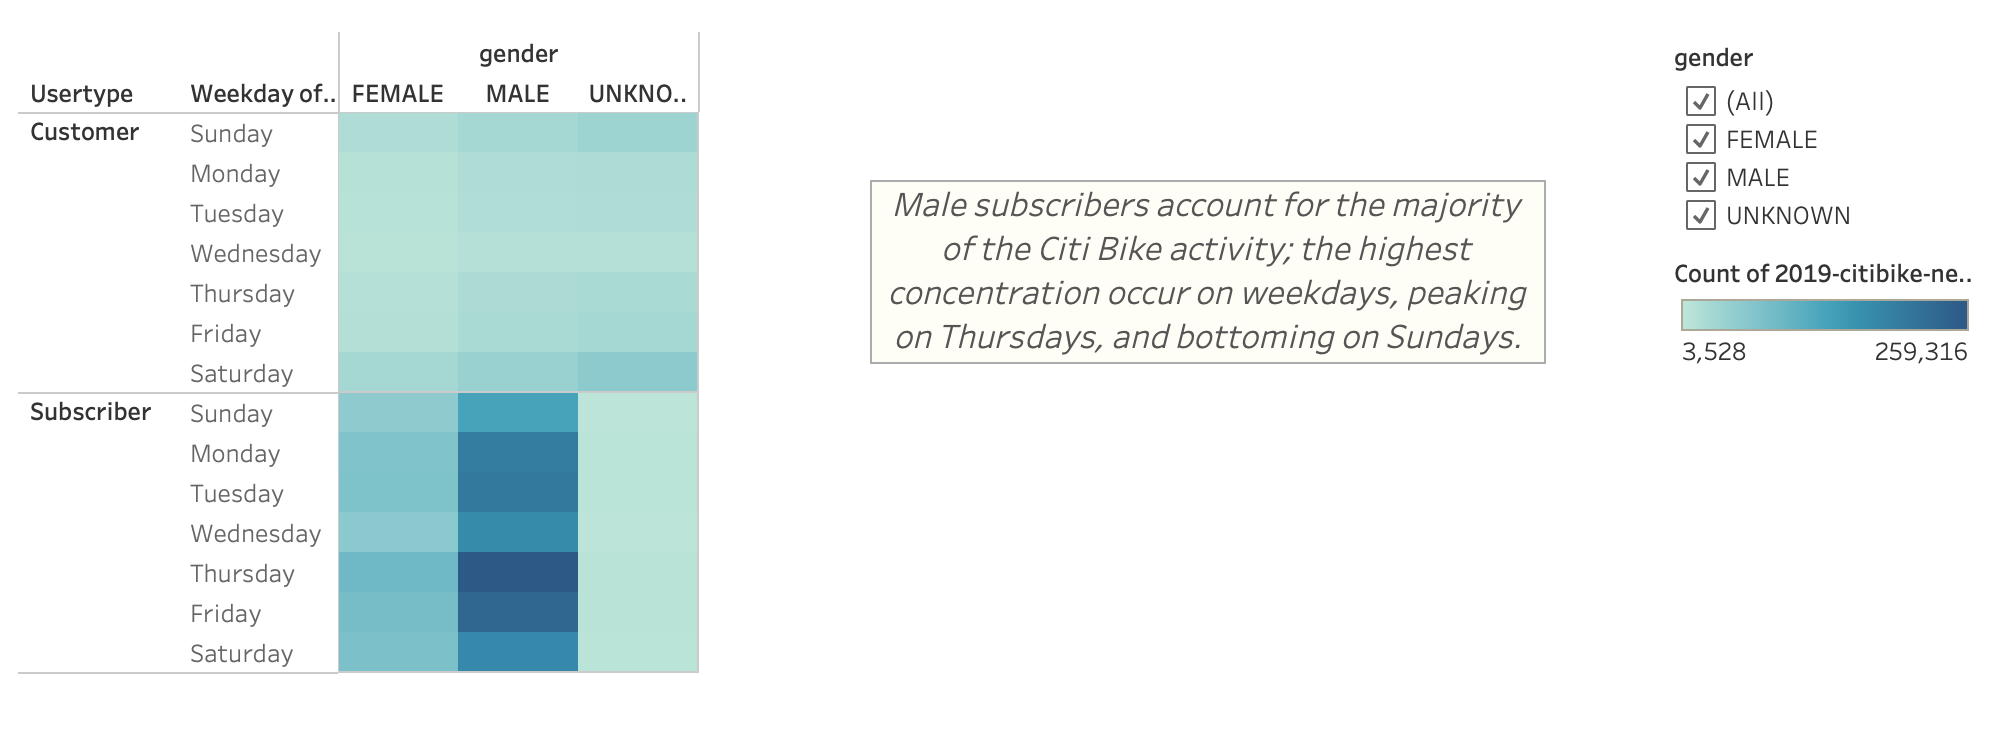 gender
Usertype Weekday of.. FEMALE MALE UNKNO..
Customer Sunday
Monday
Tuesday
Wednesday
Thursday
Friday
Saturday
Subscriber Sunday
Monday
Tuesday
Wednesday
Thursday
Friday
Saturday
Male subscribers account for the majority
of the Citi Bike activity; the highest
concentration occur on weekdays, peaking
on Thursdays, and bottoming on Sundays.
gender
(All)
FEMALE
MALE
UNKNOWN
Count of 2019-citibike-ne..
3,528 259,316